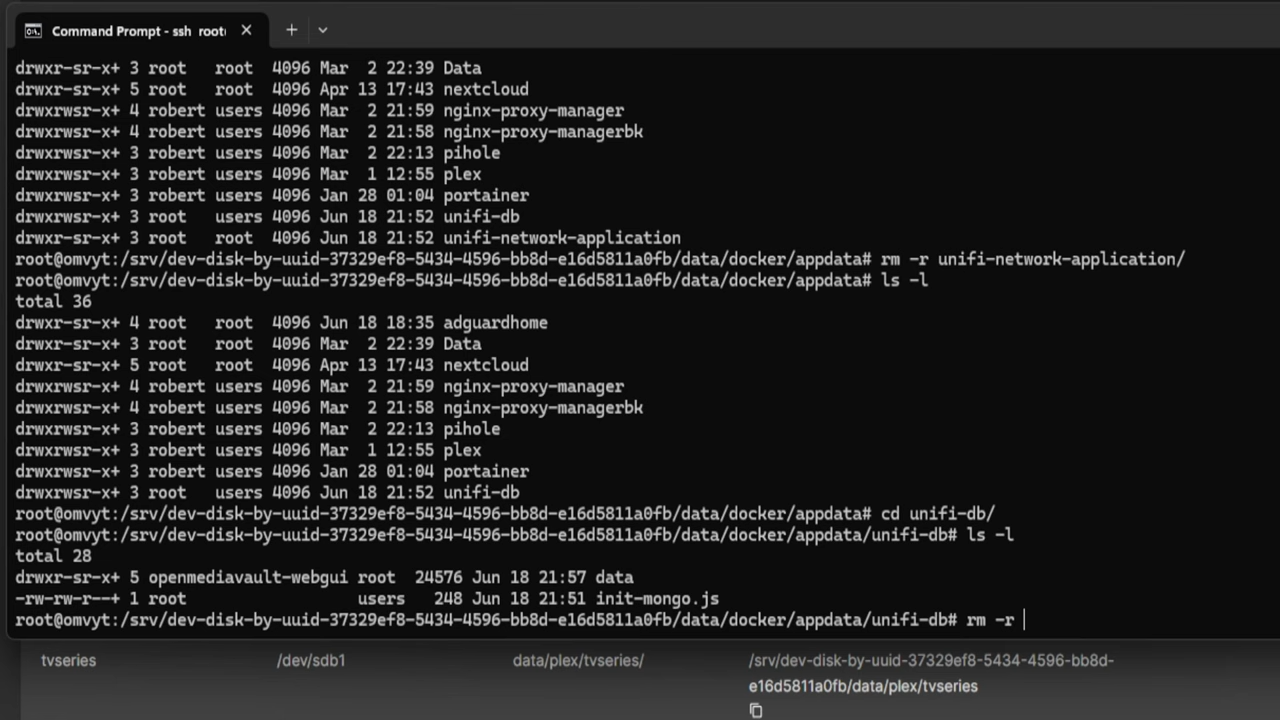 Command Prompt - ssh root
drwxr-sr-x+ 3 root   root  4096 Mar  2 22:39 Data
drwxr-sr-x+ 5 root   root  4096 Apr 13 17:43 nextcloud
drwxrwsr-x+ 4 robert users 4096 Mar  2 21:59 nginx-proxy-manager
drwxrwsr-x+ 4 robert users 4096 Mar  2 21:58 nginx-proxy-managerbk
drwxrwsr-x+ 3 robert users 4096 Mar  2 22:13 pihole
drwxrwsr-x+ 3 robert users 4096 Mar  1 12:55 plex
drwxrwsr-x+ 3 robert users 4096 Jan 28 01:04 portainer
drwxrwsr-x+ 3 root   users 4096 Jun 18 21:52 unifi-db
drwxr-sr-x+ 3 root   root  4096 Jun 18 21:52 unifi-network-application
root@omvyt:/srv/dev-disk-by-uuid-37329ef8-5434-4596-bb8d-e16d5811a0fb/data/docker/appdata# rm -r unifi-network-application/
root@omvyt:/srv/dev-disk-by-uuid-37329ef8-5434-4596-bb8d-e16d5811a0fb/data/docker/appdata# ls -l
total 36
drwxr-sr-x+ 4 root   root  4096 Jun 18 18:35 adguardhome
drwxr-sr-x+ 3 root   root  4096 Mar  2 22:39 Data
drwxr-sr-x+ 5 root   root  4096 Apr 13 17:43 nextcloud
drwxrwsr-x+ 4 robert users 4096 Mar  2 21:59 nginx-proxy-manager
drwxrwsr-x+ 4 robert users 4096 Mar  2 21:58 nginx-proxy-managerbk
drwxrwsr-x+ 3 robert users 4096 Mar  2 22:13 pihole
drwxrwsr-x+ 3 robert users 4096 Mar  1 12:55 plex
drwxrwsr-x+ 3 robert users 4096 Jan 28 01:04 portainer
drwxrwsr-x+ 3 root   users 4096 Jun 18 21:52 unifi-db
root@omvyt:/srv/dev-disk-by-uuid-37329ef8-5434-4596-bb8d-e16d5811a0fb/data/docker/appdata# cd unifi-db/
root@omvyt:/srv/dev-disk-by-uuid-37329ef8-5434-4596-bb8d-e16d5811a0fb/data/docker/appdata/unifi-db# ls -l
total 28
drwxr-sr-x+ 5 openmediavault-webgui root  24576 Jun 18 21:57 data
-rw-rw-r--+ 1 root                  users   248 Jun 18 21:51 init-mongo.js
root@omvyt:/srv/dev-disk-by-uuid-37329ef8-5434-4596-bb8d-e16d5811a0fb/data/docker/appdata/unifi-db# rm -r
tvseries /dev/sdb1 data/plex/tvseries/ /srv/dev-disk-by-uuid-37329ef8-5434-4596-bb8d-
e16d5811a0fb/data/plex/tvseries